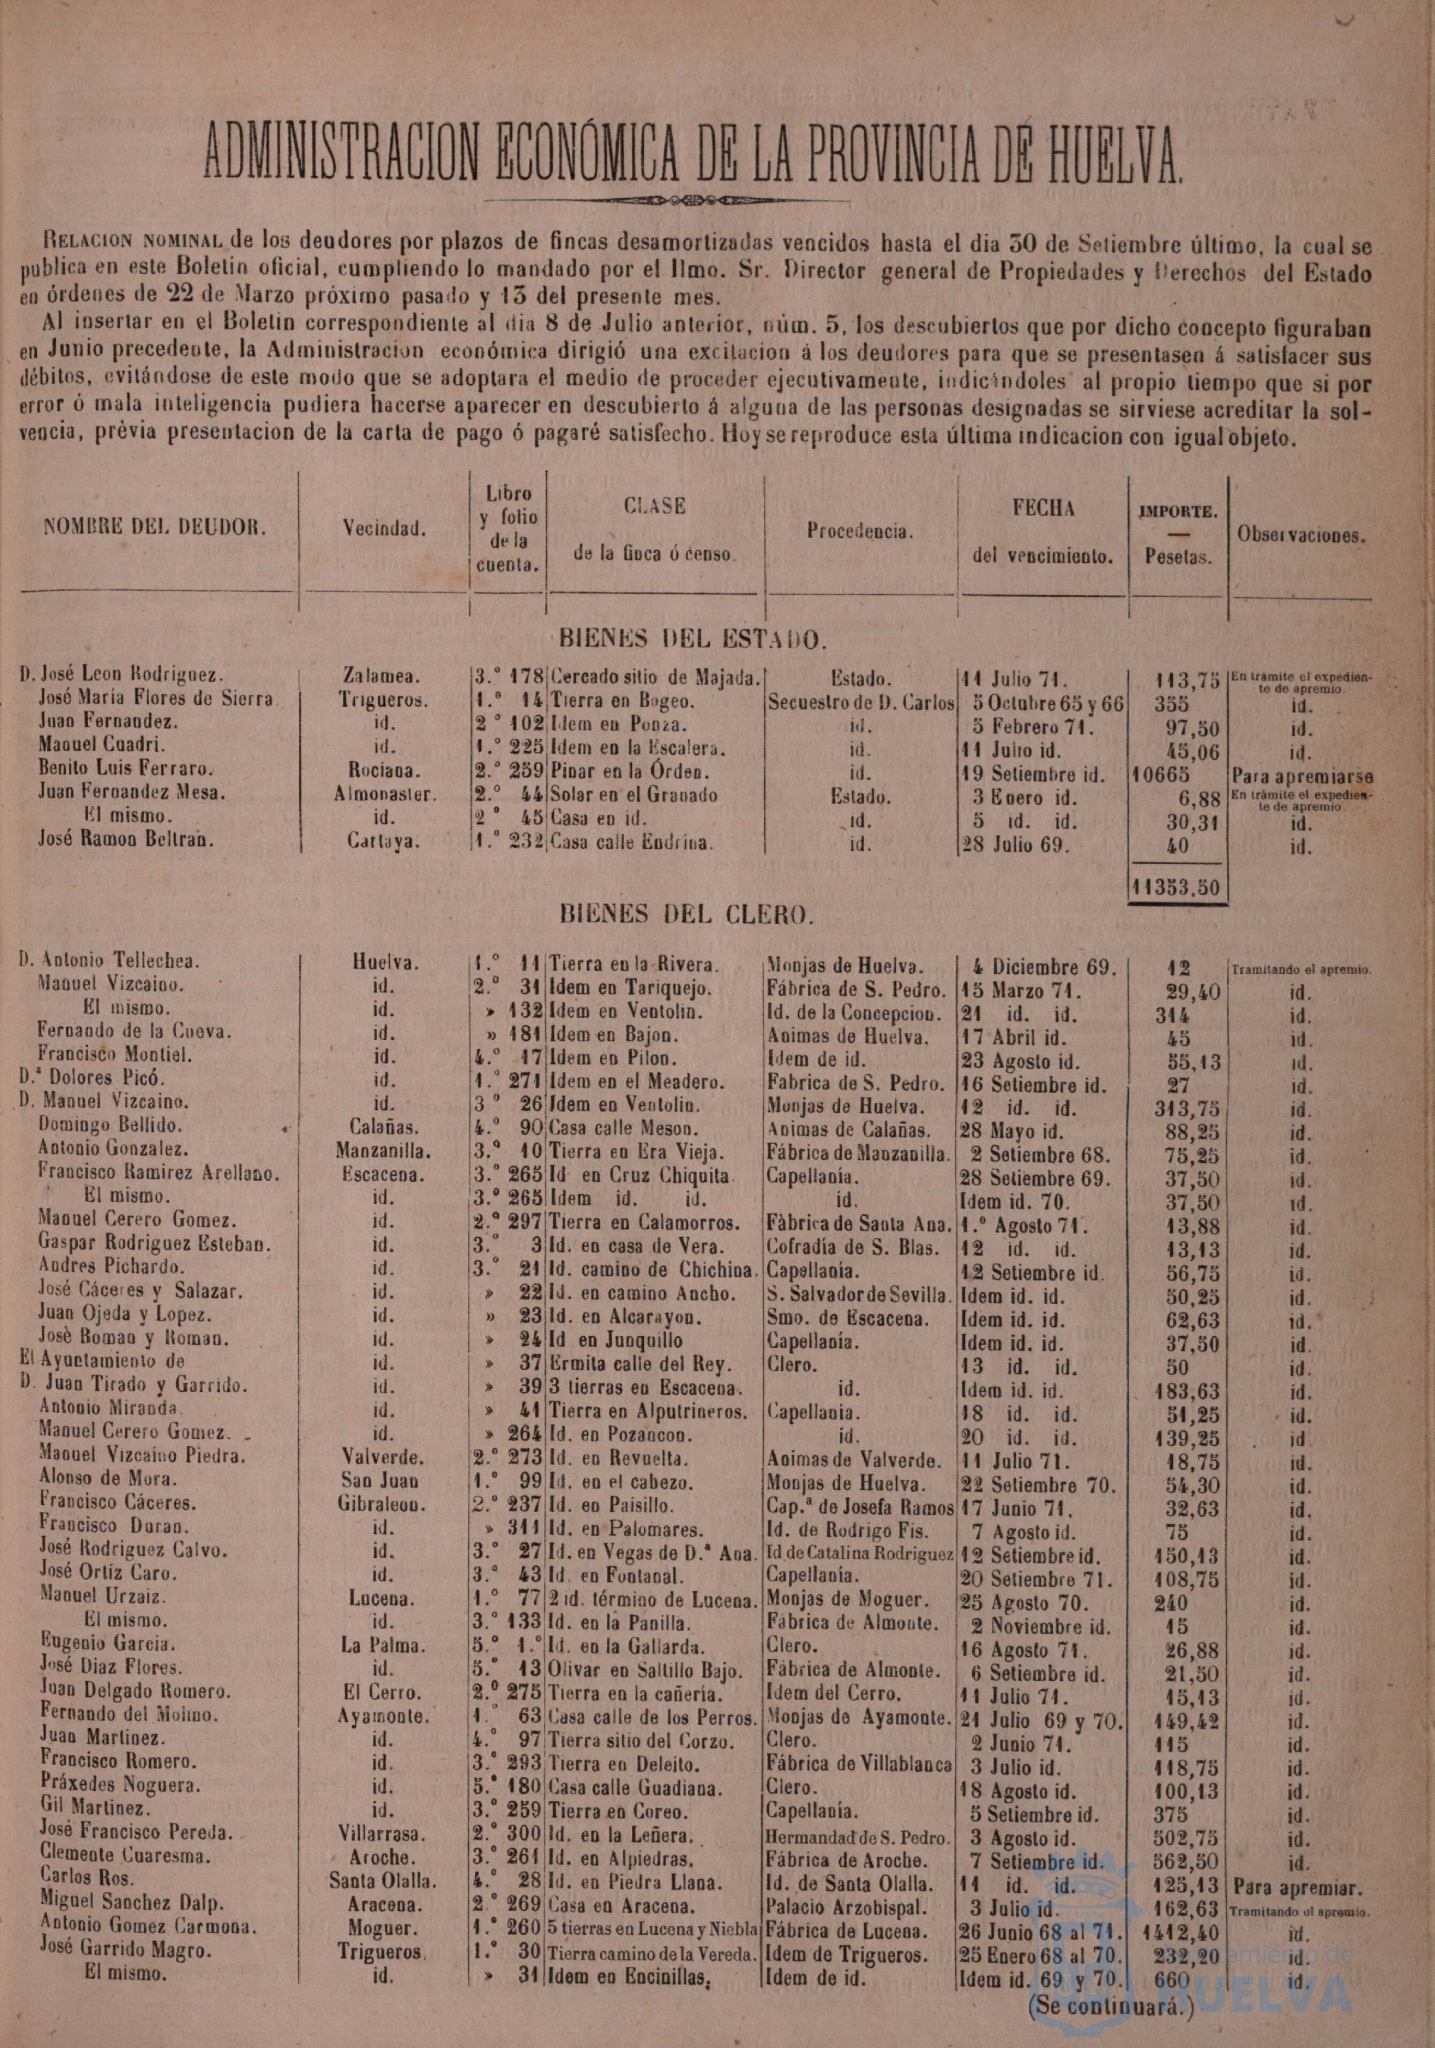 ADMINISTRACION ECONÓMICA DE LA PROVINCIA DE HUELVA.
RELACION NOMINAL de los deudores por plazos de fincas desamortizadas vencidos hasta el dia 30 de Setiembre último, la cual se
publica en este Boletin oficial, cumpliendo lo mandado por el Ilmo. Sr. Director general de Propiedades y Derechos del Estado
en órdenes de 22 de Marzo próximo pasado y 13 del presente mes.
Al insertar en el Boletin correspondiente al dia 8 de Julio anterior, núm. 5, los descubiertos que por dicho concepto figuraban
en Junio precedente, la Administracion económica dirigió una excitacion á los deudores para que se presentasen á satisfacer sus
débitos, evitándose de este modo que se adoptara el medio de proceder ejecutivamente, indicándoles al propio tiempo que si por
error ó mala inteligencia pudiera hacerse aparecer en descubierto á alguna de las personas designadas se sirviese acreditar la sol-
vencia, prévia presentacion de la carta de pago ó pagaré satisfecho. Hoy se reproduce esta última indicacion con igual objeto.
NOMBRE DEL DEUDOR. Vecindad. Libro y folio de la cuenta. CLASE de la finca ó censo. Procedencia. FECHA del vencimiento. IMPORTE. — Pesetas. Observaciones.
BIENES DEL ESTADO.
D. José Leon Rodriguez. Zalamea. 3.º 178 Cercado sitio de Majada. Estado. 11 Julio 71. 113,75 En trámite el expediente de apremio.
José María Flores de Sierra. Trigueros. 1.º 14 Tierra en Bogeo. Secuestro de D. Carlos 5 Octubre 65 y 66 355 id.
Juan Fernandez. id. 2º 102 Idem en Ponza. id. 5 Febrero 71. 97,50 id.
Manuel Cuadri. id. 1.º 225 Idem en la Escalera. id. 11 Julio id. 45,06 id.
Benito Luis Ferraro. Rociana. 2.º 259 Pinar en la Órden. id. 19 Setiembre id. 10665 Para apremiarse
Juan Fernandez Mesa. Almonaster. 2.º 44 Solar en el Granado Estado. 3 Enero id. 6,88 En trámite el expediente de apremio.
El mismo. id. 2º 45 Casa en id. id. 5 id. id. 30,31 id.
José Ramon Beltran. Cartaya. 1.º 232 Casa calle Endrina. id. 28 Julio 69. 40 id.
11353,50
BIENES DEL CLERO.
D. Antonio Tellechea. Huelva. 1.º 11 Tierra en la Rivera. Monjas de Huelva. 4 Diciembre 69. 12 Tramitando el apremio.
Manuel Vizcaino. id. 2.º 31 Idem en Tariquejo. Fábrica de S. Pedro. 15 Marzo 71. 29,40 id.
El mismo. id. » 132 Idem en Ventolin. Id. de la Concepcion. 21 id. id. 314 id.
Fernando de la Cueva. id. » 181 Idem en Bajon. Animas de Huelva. 17 Abril id. 45 id.
Francisco Montiel. id. 4.º 17 Idem en Pilon. Idem de id. 23 Agosto id. 55,13 id.
D.ª Dolores Picó. id. 1.º 271 Idem en el Meadero. Fabrica de S. Pedro. 16 Setiembre id. 27 id.
D. Manuel Vizcaino. id. 3º 26 Idem en Ventolin. Monjas de Huelva. 12 id. id. 313,75 id.
Domingo Bellido. Calañas. 4.º 90 Casa calle Meson. Animas de Calañas. 28 Mayo id. 88,25 id.
Antonio Gonzalez. Manzanilla. 3.º 10 Tierra en Era Vieja. Fábrica de Manzanilla. 2 Setiembre 68. 75,25 id.
Francisco Ramirez Arellano. Escacena. 3.º 265 Id en Cruz Chiquita. Capellanía. 28 Setiembre 69. 37,50 id.
El mismo. id. 3.º 265 Idem id. id. id. Idem id. 70. 37,50 id.
Manuel Cerero Gomez. id. 2.º 297 Tierra en Calamorros. Fàbrica de Santa Ana. 1.º Agosto 71. 13,88 id.
Gaspar Rodriguez Esteban. id. 3.º 3 Id. en casa de Vera. Cofradía de S. Blas. 12 id. id. 13,13 id.
Andres Pichardo. id. 3.º 21 Id. camino de Chichina. Capellanía. 12 Setiembre id. 56,75 id.
José Cáceres y Salazar. id. » 22 Id. en camino Ancho. S. Salvador de Sevilla. Idem id. id. 50,25 id.
Juan Ojeda y Lopez. id. » 23 Id. en Alcarayon. Smo. de Escacena. Idem id. id. 62,63 id.
Josè Roman y Roman. id. » 24 Id en Junquillo Capellanía. Idem id. id. 37,50 id.
El Ayuntamiento de id. » 37 Ermita calle del Rey. Clero. 13 id. id. 50 id.
D. Juan Tirado y Garrido. id. » 39 3 tierras en Escacena. id. Idem id. id. 183,63 id.
Antonio Miranda. id. » 41 Tierra en Alputrineros. Capellanía. 18 id. id. 51,25 id.
Manuel Cerero Gomez. id. » 264 Id. en Pozancon. id. 20 id. id. 139,25 id.
Manuel Vizcaino Piedra. Valverde. 2.º 273 Id. en Revuelta. Animas de Valverde. 11 Julio 71. 18,75 id.
Alonso de Mora. San Juan 1.º 99 Id. en el cabezo. Monjas de Huelva. 22 Setiembre 70. 54,30 id.
Francisco Cáceres. Gibraleon. 2.º 237 Id. en Paisillo. Cap.ª de Josefa Ramos 17 Junio 71. 32,63 id.
Francisco Duran. id. » 311 Id. en Palomares. Id. de Rodrigo Fis. 7 Agosto id. 75 id.
José Rodriguez Calvo. id. 3.º 27 Id. en Vegas de D.ª Ana. Id de Catalina Rodriguez 12 Setiembre id. 150,13 id.
José Ortiz Caro. id. 3.º 43 Id. en Fontanal. Capellanía. 20 Setiembre 71. 108,75 id.
Manuel Urzaiz. Lucena. 1.º 77 2 id. término de Lucena. Monjas de Moguer. 25 Agosto 70. 240 id.
El mismo. id. 3.º 133 Id. en la Panilla. Fábrica de Almonte. 2 Noviembre id. 15 id.
Eugenio Garcia. La Palma. 5.º 1.º Id. en la Gallarda. Clero. 16 Agosto 71. 26,88 id.
José Diaz Flores. id. 5.º 13 Olivar en Saltillo Bajo. Fábrica de Almonte. 6 Setiembre id. 21,50 id.
Juan Delgado Romero. El Cerro. 2.º 275 Tierra en la cañería. Idem del Cerro. 11 Julio 71. 15,13 id.
Fernando del Molino. Ayamonte. 1.º 63 Casa calle de los Perros. Monjas de Ayamonte. 21 Julio 69 y 70. 149,42 id.
Juan Martinez. id. 4.º 97 Tierra sitio del Corzo. Clero. 2 Junio 71. 115 id.
Francisco Romero. id. 3.º 293 Tierra en Deleito. Fábrica de Villablanca 3 Julio id. 118,75 id.
Práxedes Noguera. id. 5.º 180 Casa calle Guadiana. Clero. 18 Agosto id. 100,13 id.
Gil Martinez. id. 3.º 259 Tierra en Coreo. Capellanía. 5 Setiembre id. 375 id.
José Francisco Pereda. Villarrasa. 2.º 300 Id. en la Leñera. Hermandad de S. Pedro. 3 Agosto id. 502,75 id.
Clemente Cuaresma. Aroche. 3.º 261 Id. en Alpiedras. Fábrica de Aroche. 7 Setiembre id. 562,50 id.
Carlos Ros. Santa Olalla. 4.º 28 Id. en Piedra Llana. Id. de Santa Olalla. 11 id. id. 125,13 Para apremiar.
Miguel Sanchez Dalp. Aracena. 2.º 269 Casa en Aracena. Palacio Arzobispal. 3 Julio id. 162,63 Tramitando el apremio.
Antonio Gomez Carmona. Moguer. 1.º 260 5 tierras en Lucena y Niebla Fábrica de Lucena. 26 Junio 68 al 71. 1412,40 id.
José Garrido Magro. Trigueros. 1.º 30 Tierra camino de la Vereda. Idem de Trigueros. 25 Enero 68 al 70. 232,20 id.
El mismo. id. » 31 Idem en Encinillas, Idem de id. Idem id. 69 y 70. 660 id.
(Se continuará.)
HUELVA